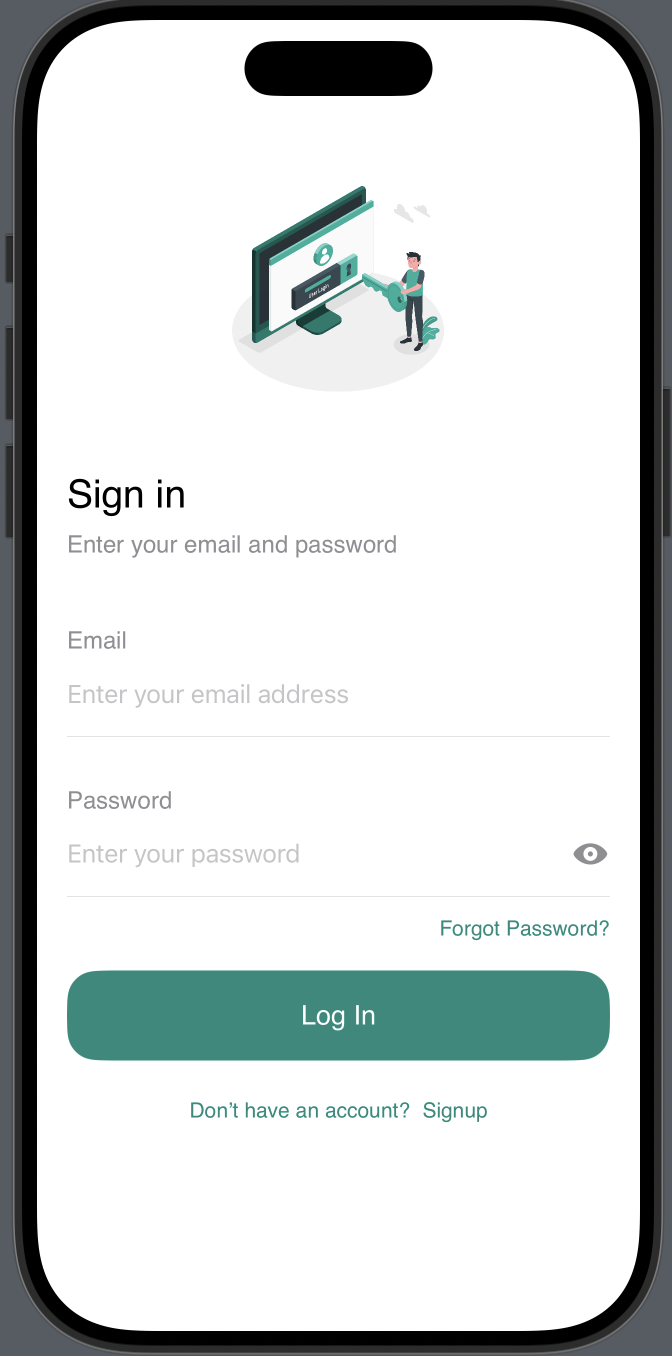 User Login
Sign in
Enter your email and password
Email
Enter your email address
Password
Enter your password
Forgot Password?
Log In
Don’t have an account? Signup